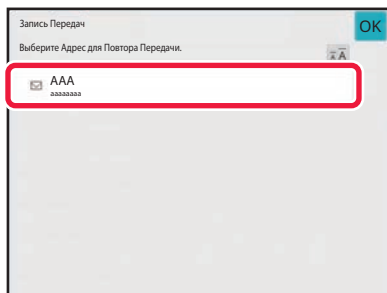 Запись Передач
OK
Выберите Адрес для Повтора Передачи.
A
AAA
aaaaaaaa